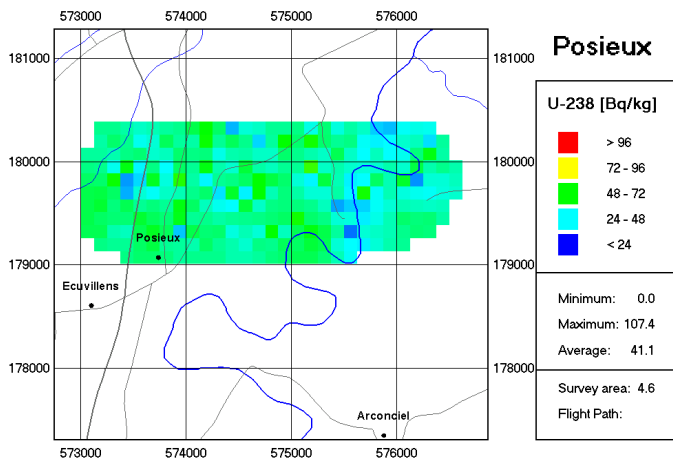 573000 574000 575000 576000
Posieux
181000 181000
U-238 [Bq/kg]
> 96
72 - 96
180000 180000
48 - 72
24 - 48
Posieux
< 24
179000 179000
Ecuvillens
Minimum: 0.0
Maximum: 107.4
Average: 41.1
178000 178000
Survey area: 4.6
Flight Path:
Arconciel
573000 574000 575000 576000